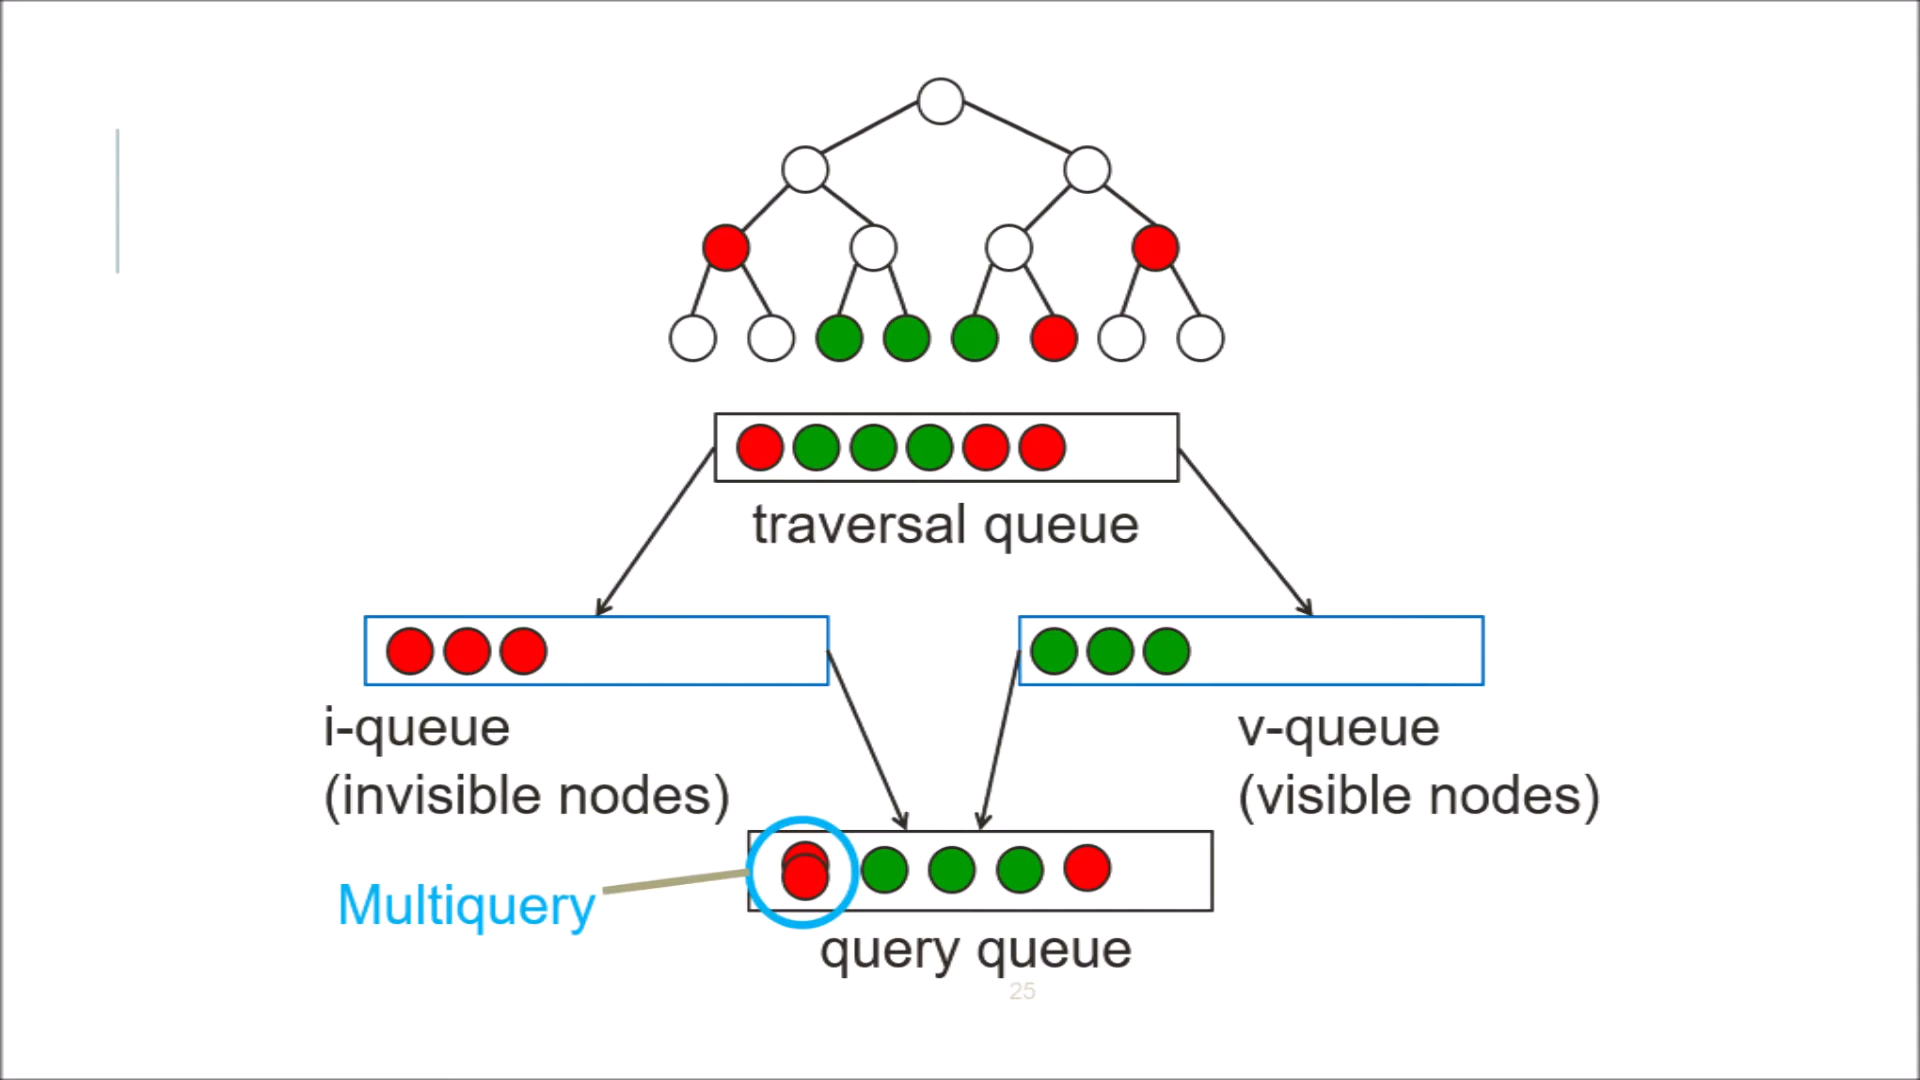 traversal queue
i-queue
(invisible nodes)
v-queue
(visible nodes)
Multiquery
query queue
25